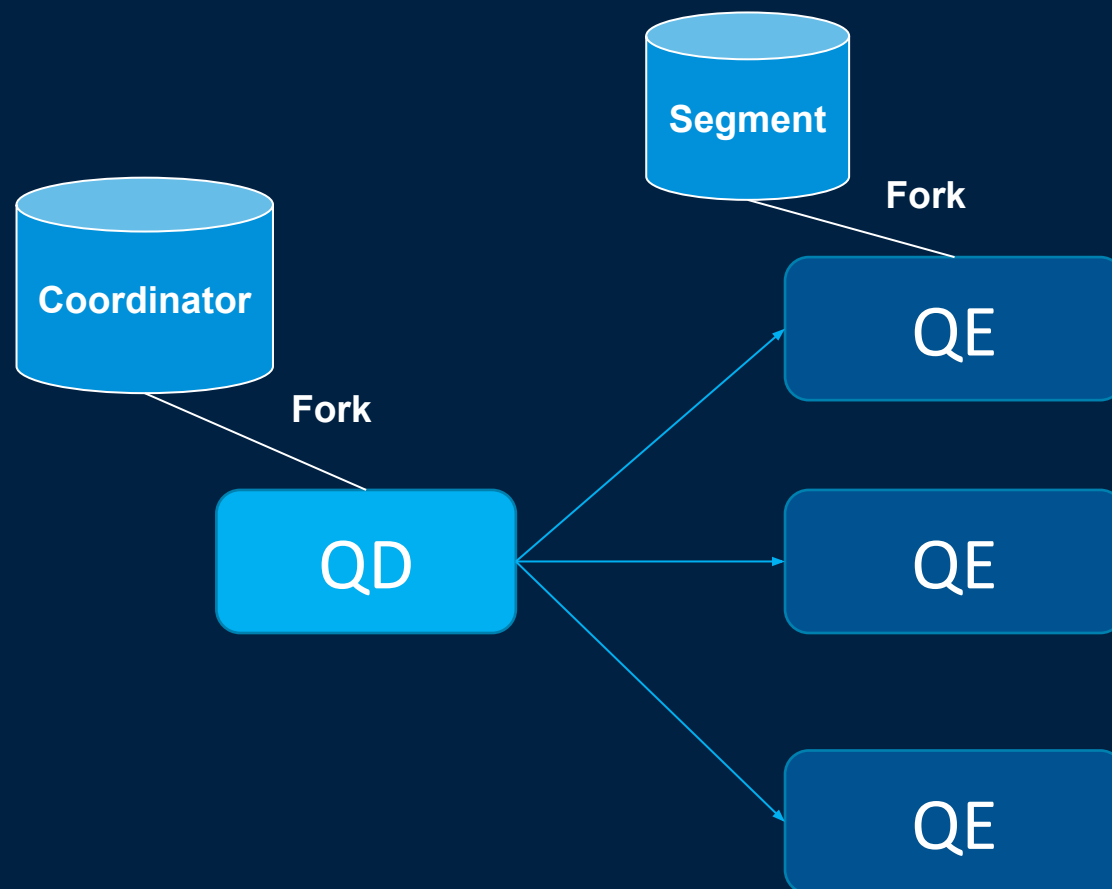 Segment
Fork
Coordinator
QE
Fork
QD
QE
QE